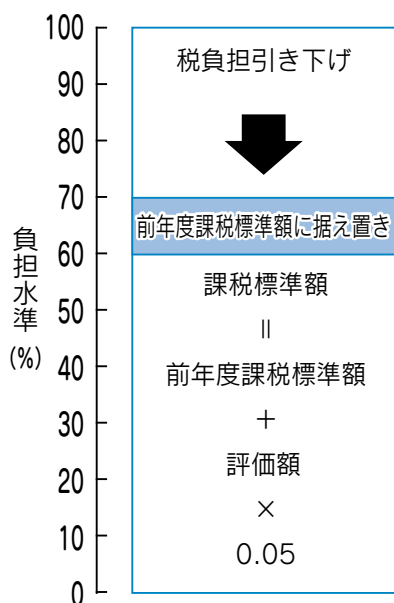 100
90
80
70
60
50
40
30
20
10
0
負担水準
(%)
税負担引き下げ
前年度課税標準額に据え置き
課税標準額
＝
前年度課税標準額
＋
評価額
×
0.05